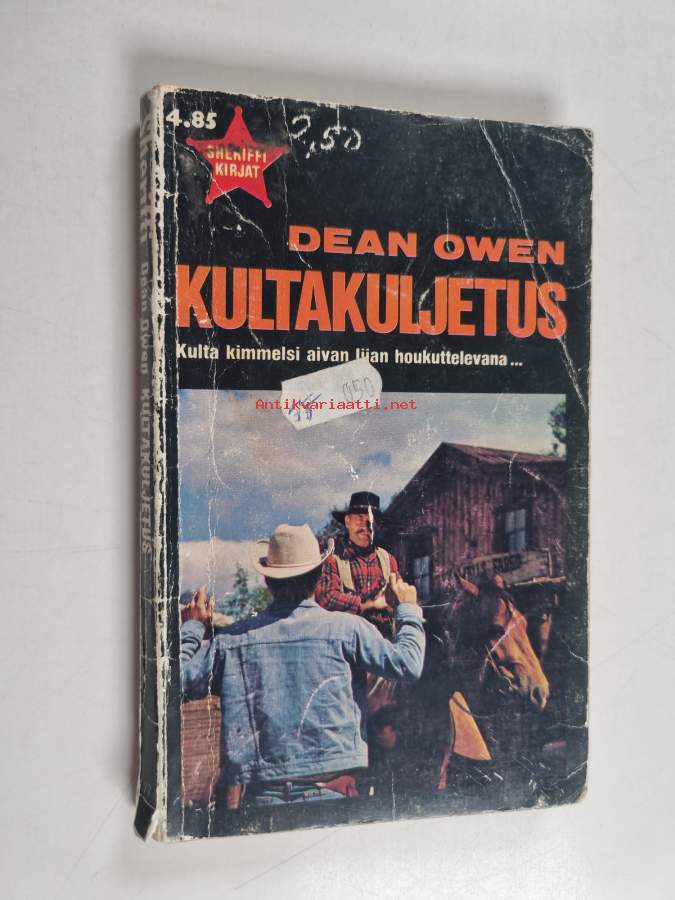 4.85
2,50
SHERIFFI
KIRJAT
DEAN OWEN
KULTAKULJETUS
Kulta kimmelsi aivan liian houkuttelevana...
Antikvariaatti.net
sheriffi Dean Owen KULTAKULJETUS